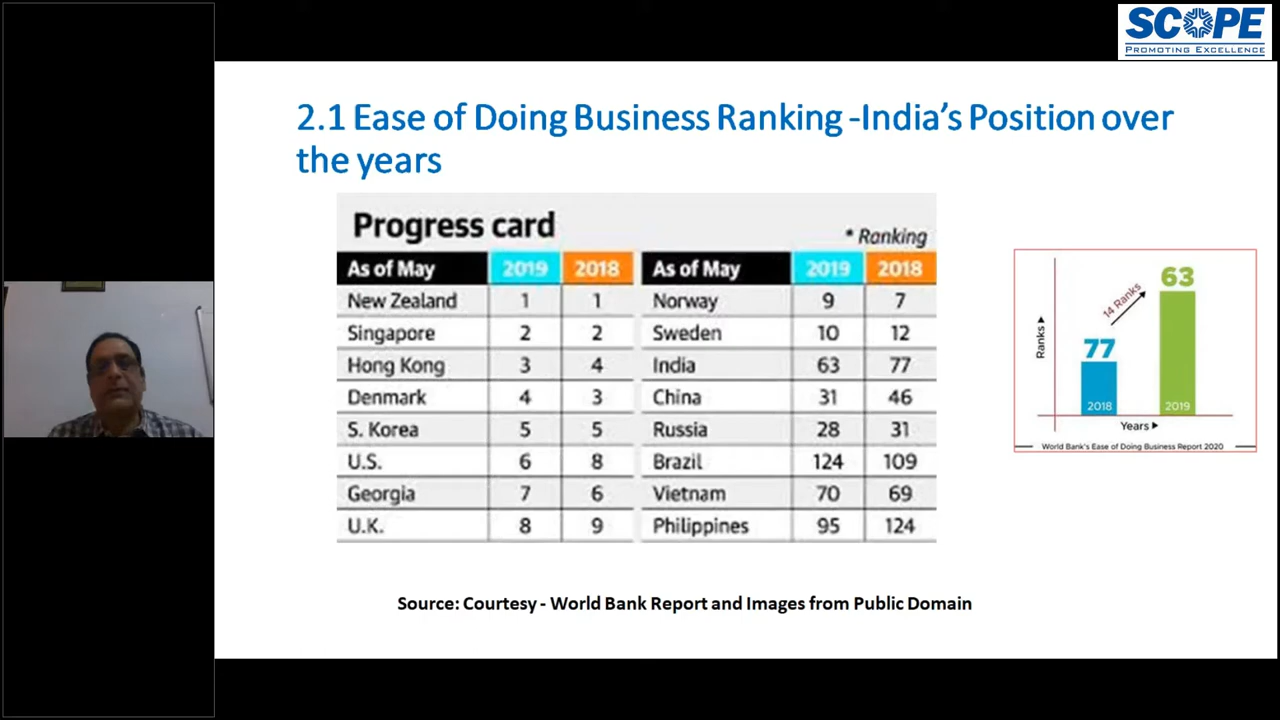 SCOPE
PROMOTING EXCELLENCE
2.1 Ease of Doing Business Ranking -India's Position over
the years
Progress card
* Ranking
As of May 2019 2018 As of May 2019 2018
New Zealand 1 1 Norway 9 7
Singapore 2 2 Sweden 10 12
Hong Kong 3 4 India 63 77
Denmark 4 3 China 31 46
S. Korea 5 5 Russia 28 31
U.S. 6 8 Brazil 124 109
Georgia 7 6 Vietnam 70 69
U.K. 8 9 Philippines 95 124
63
14 Ranks
77
Ranks
2018 2019
Years
World Bank's Ease of Doing Business Report 2020
Source: Courtesy - World Bank Report and Images from Public Domain